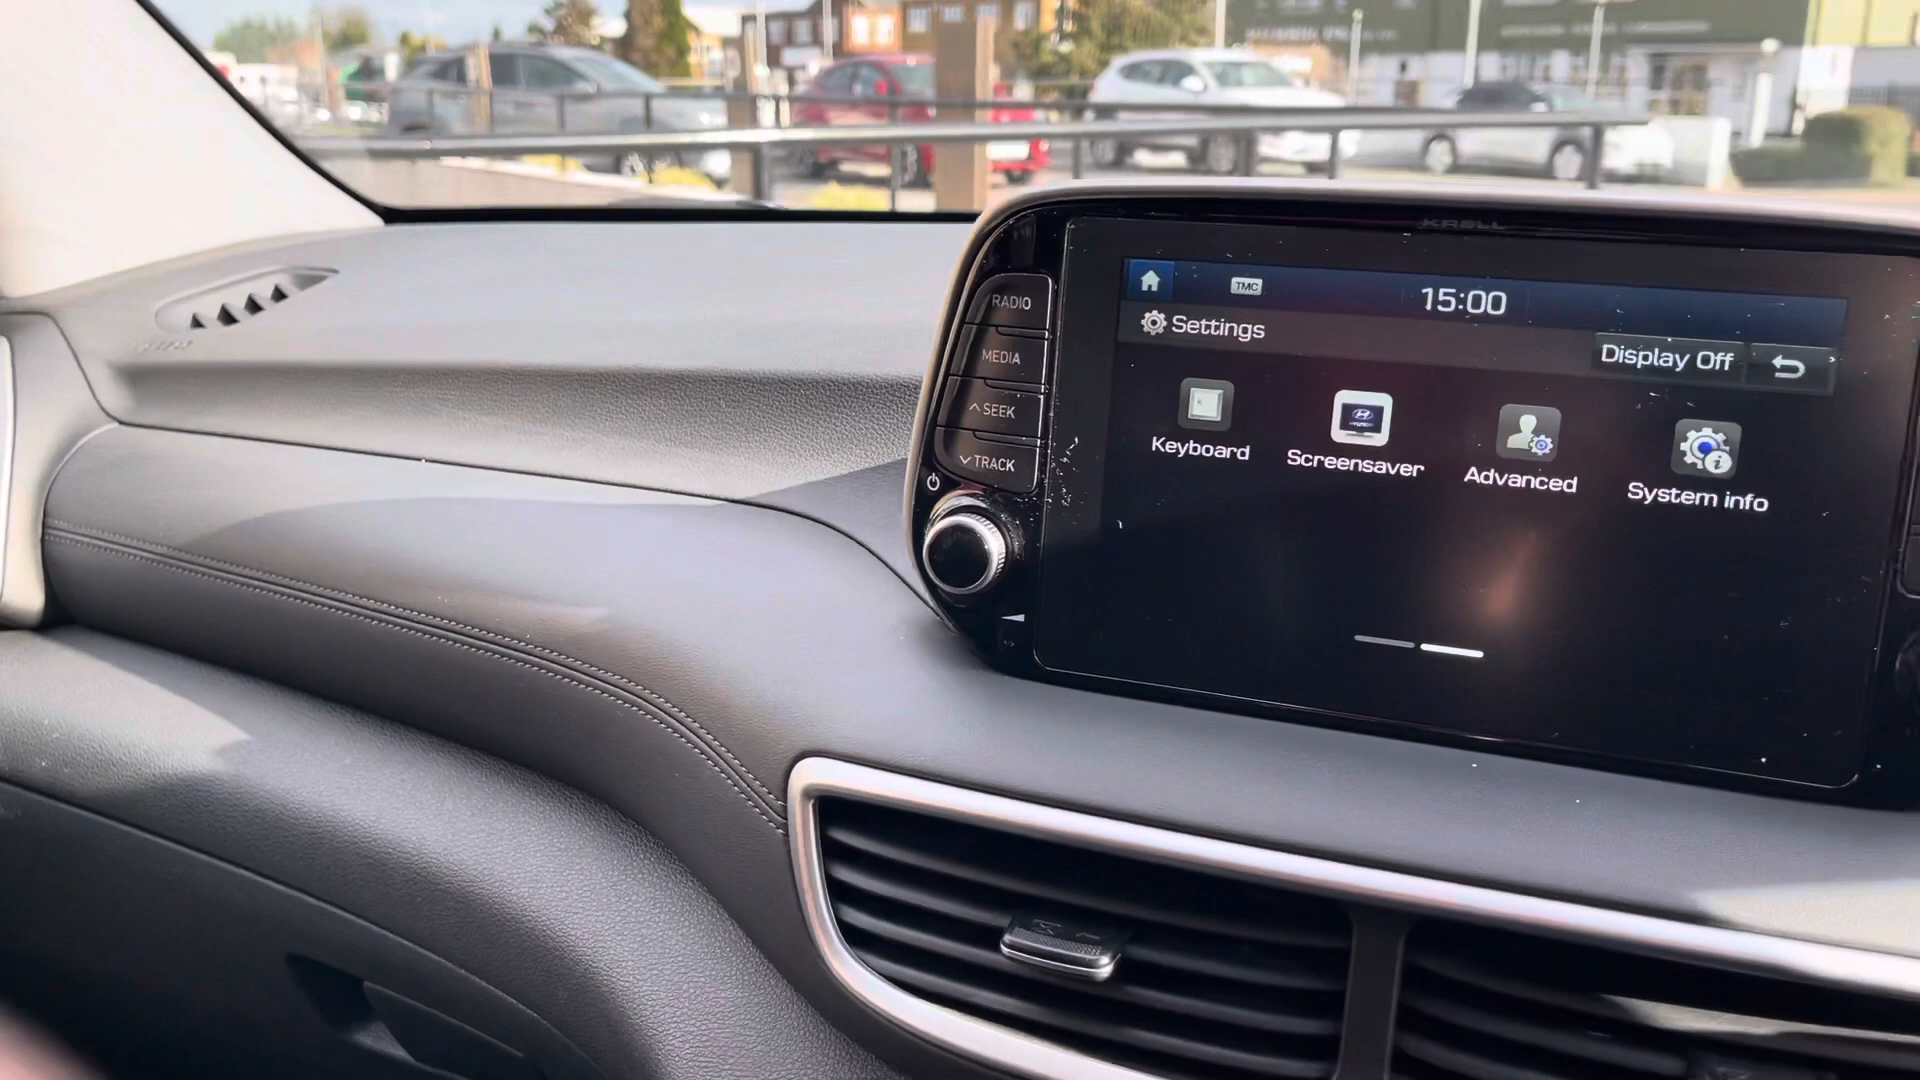 KRELL
RADIO
MEDIA
SEEK
TRACK
TMC
15:00
Settings
Display Off
Keyboard
Screensaver
Advanced
System info